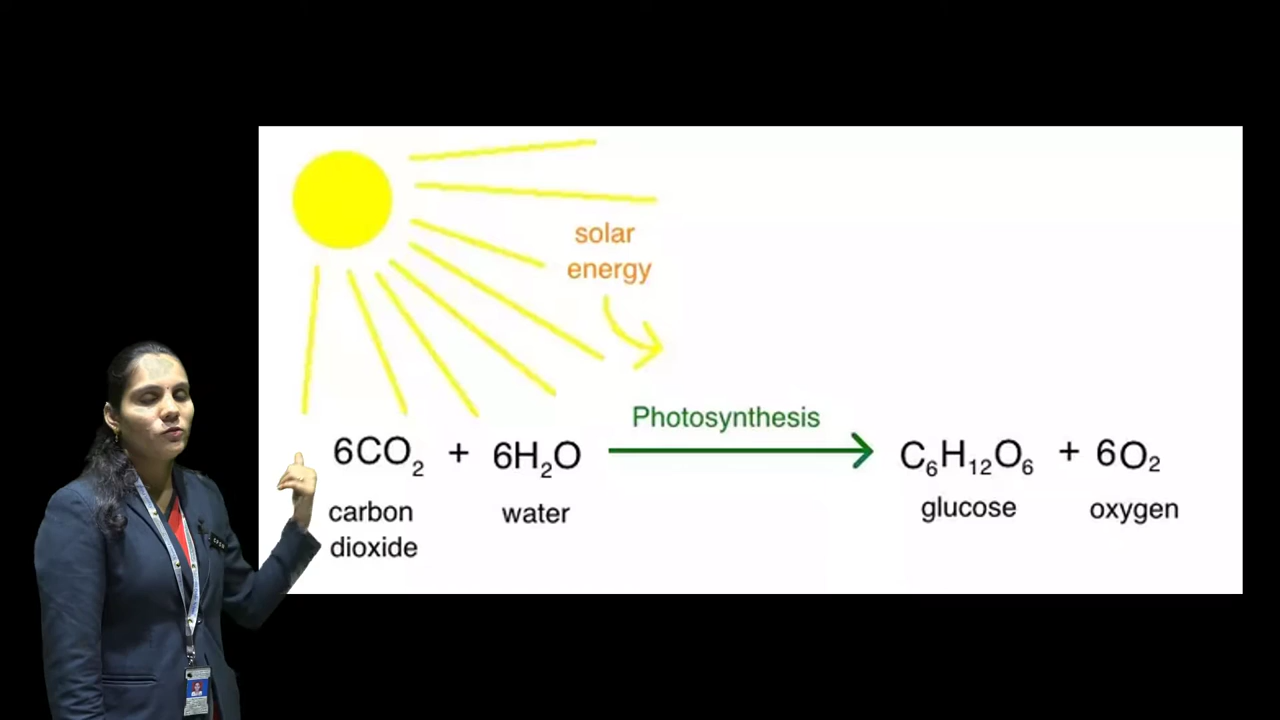 solar
energy
Photosynthesis
6CO₂ + 6H₂O
C₆H₁₂O₆ + 6O₂
carbon
dioxide
water
glucose
oxygen